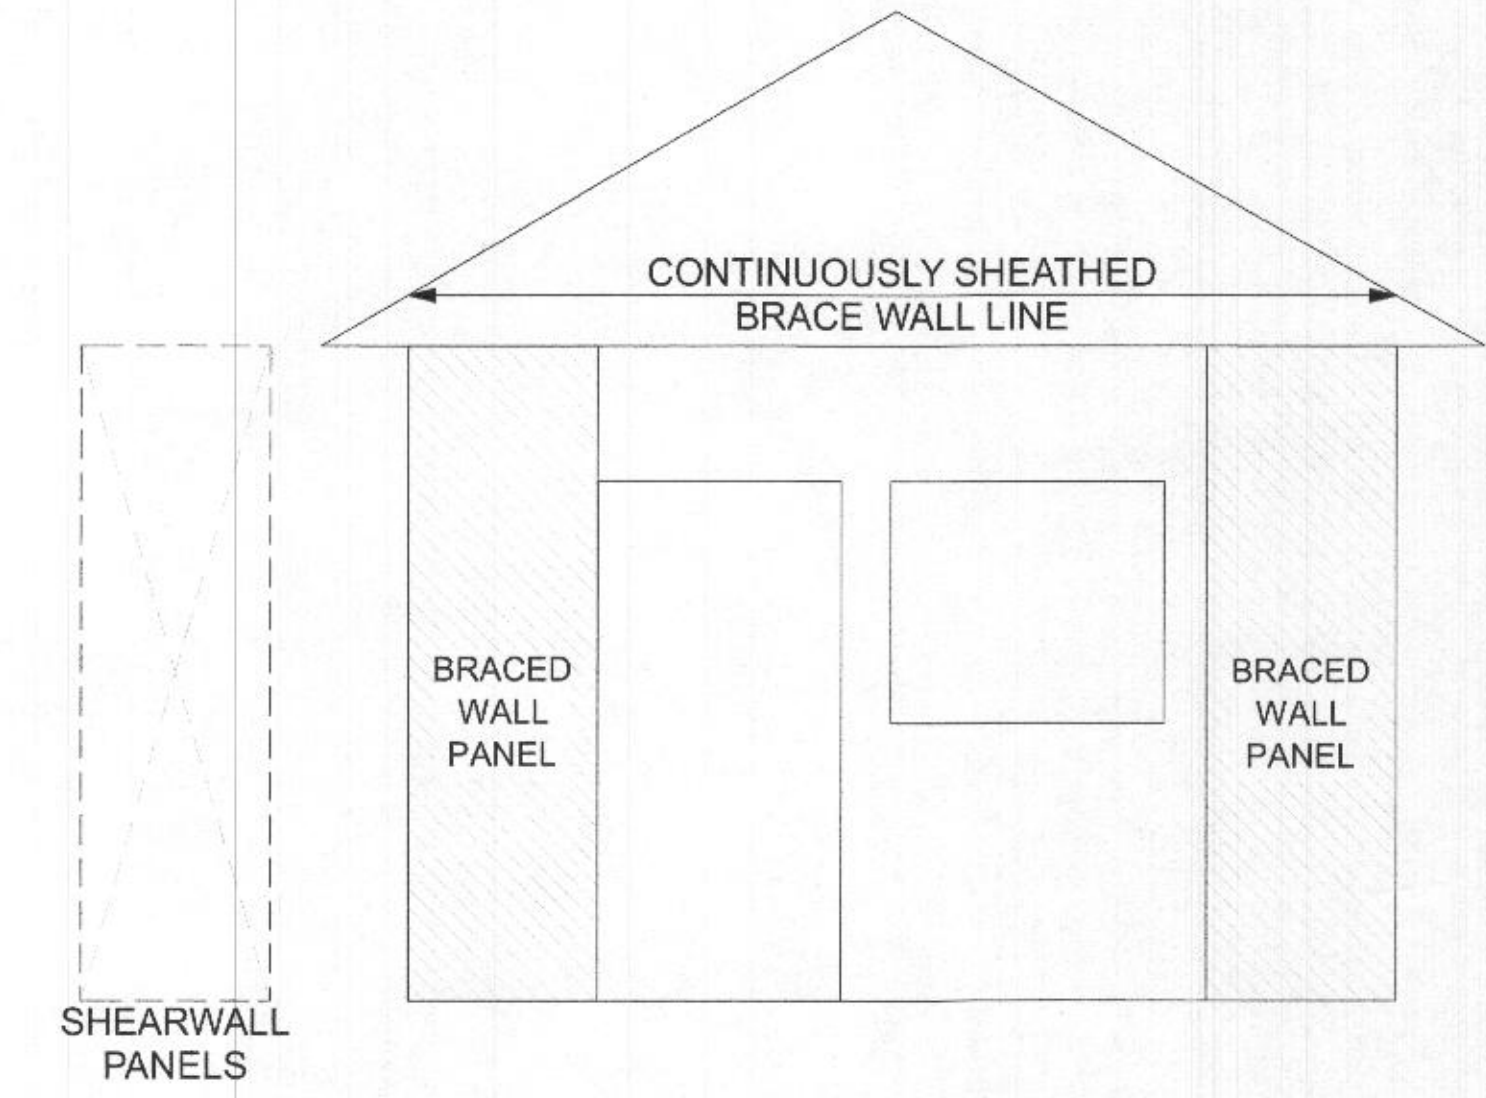 CONTINUOUSLY SHEATHED
BRACE WALL LINE
BRACED
WALL
PANEL
BRACED
WALL
PANEL
SHEARWALL
PANELS